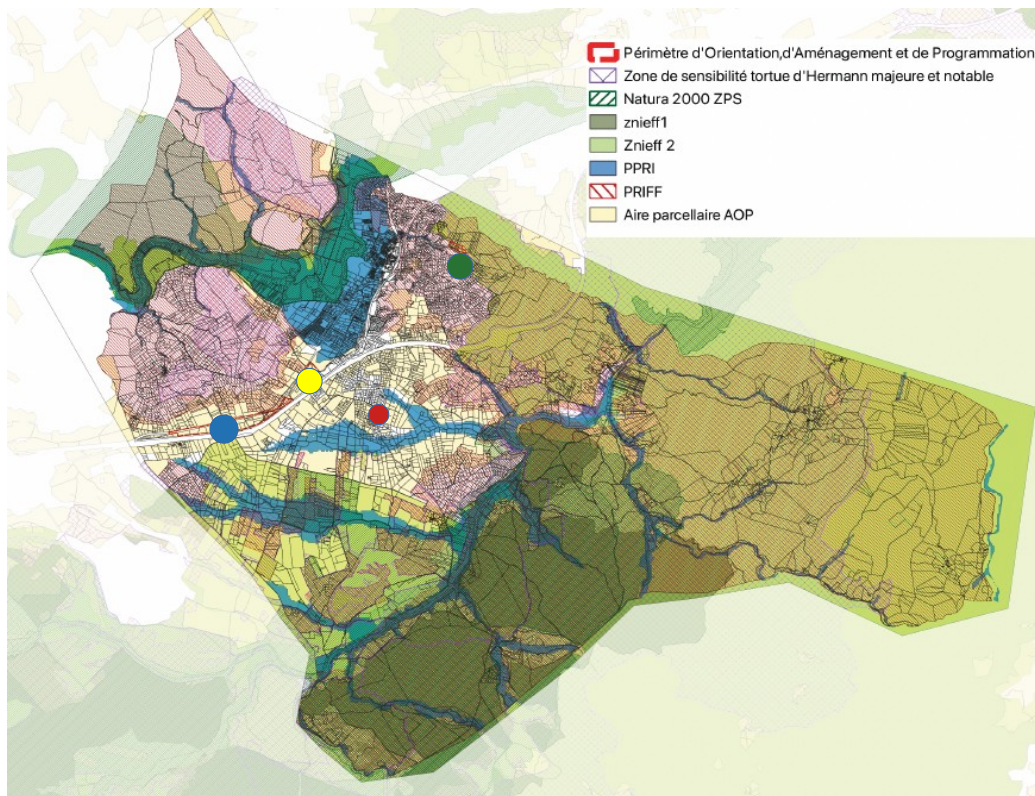 Périmètre d'Orientation,d'Aménagement et de Programmation
Zone de sensibilité tortue d'Hermann majeure et notable
Natura 2000 ZPS
znieff1
Znieff 2
PPRI
PRIFF
Aire parcellaire AOP